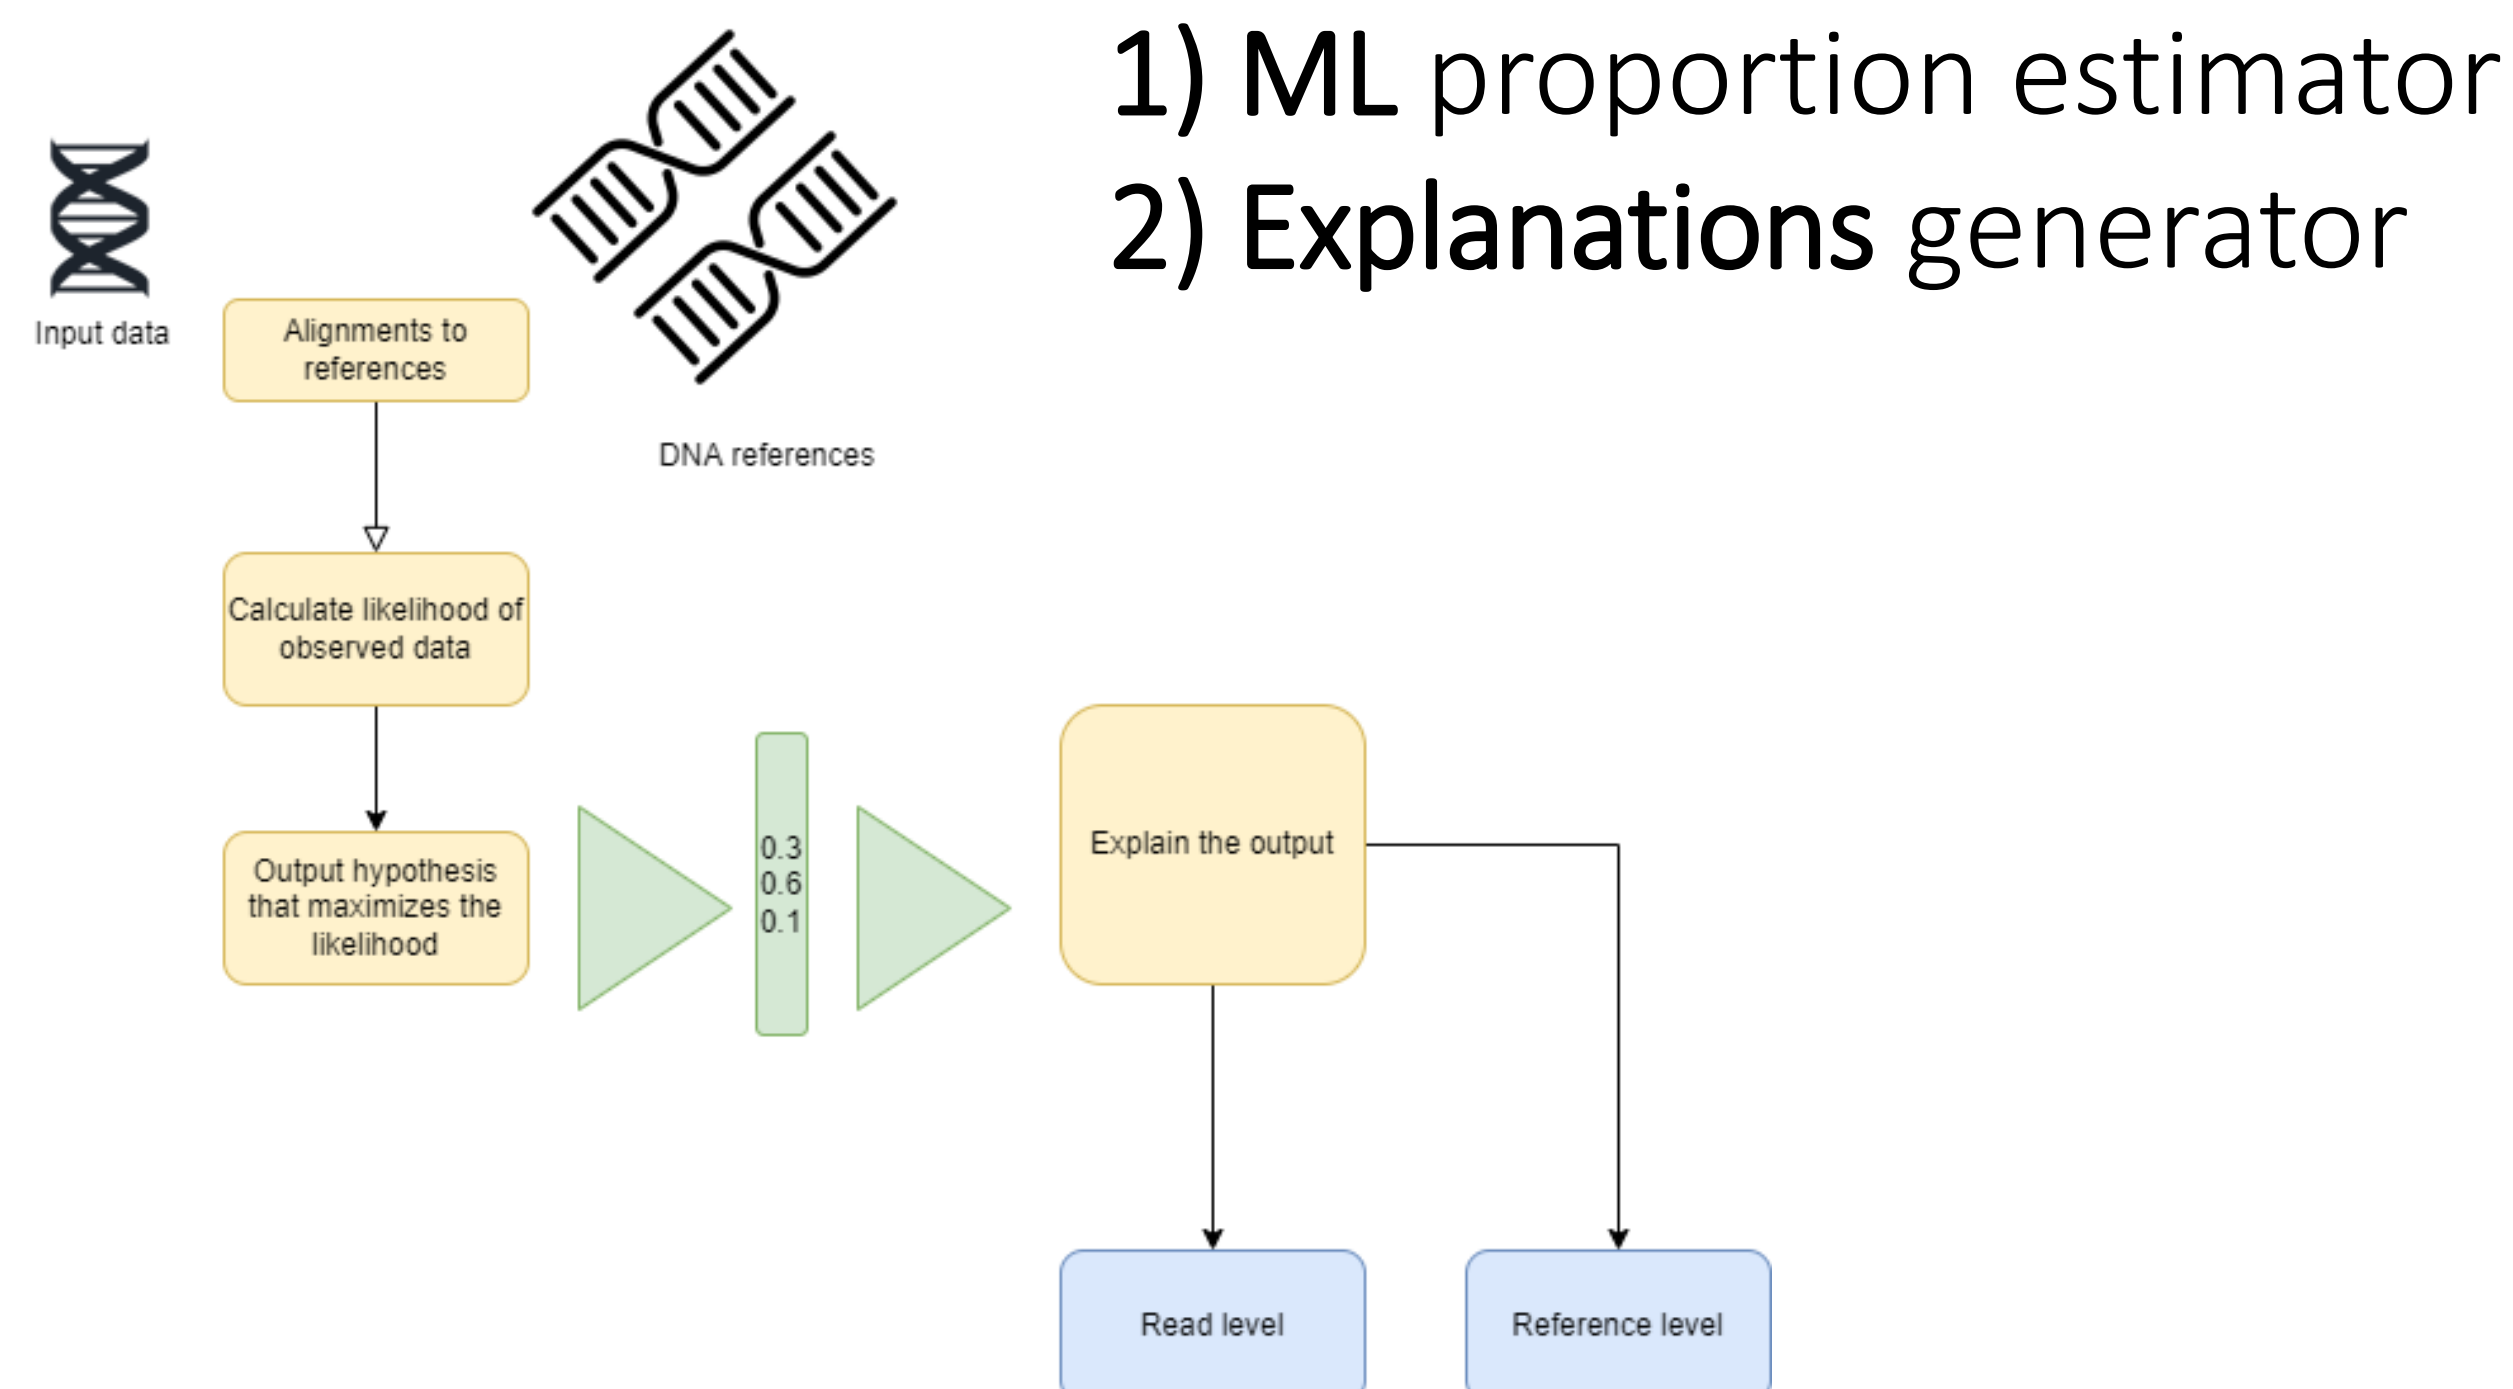 1) ML proportion estimator
2) Explanations generator
Input data
Alignments to
references
DNA references
Calculate likelihood of
observed data
Output hypothesis
that maximizes the
likelihood
0.3
0.6
0.1
Explain the output
Read level
Reference level